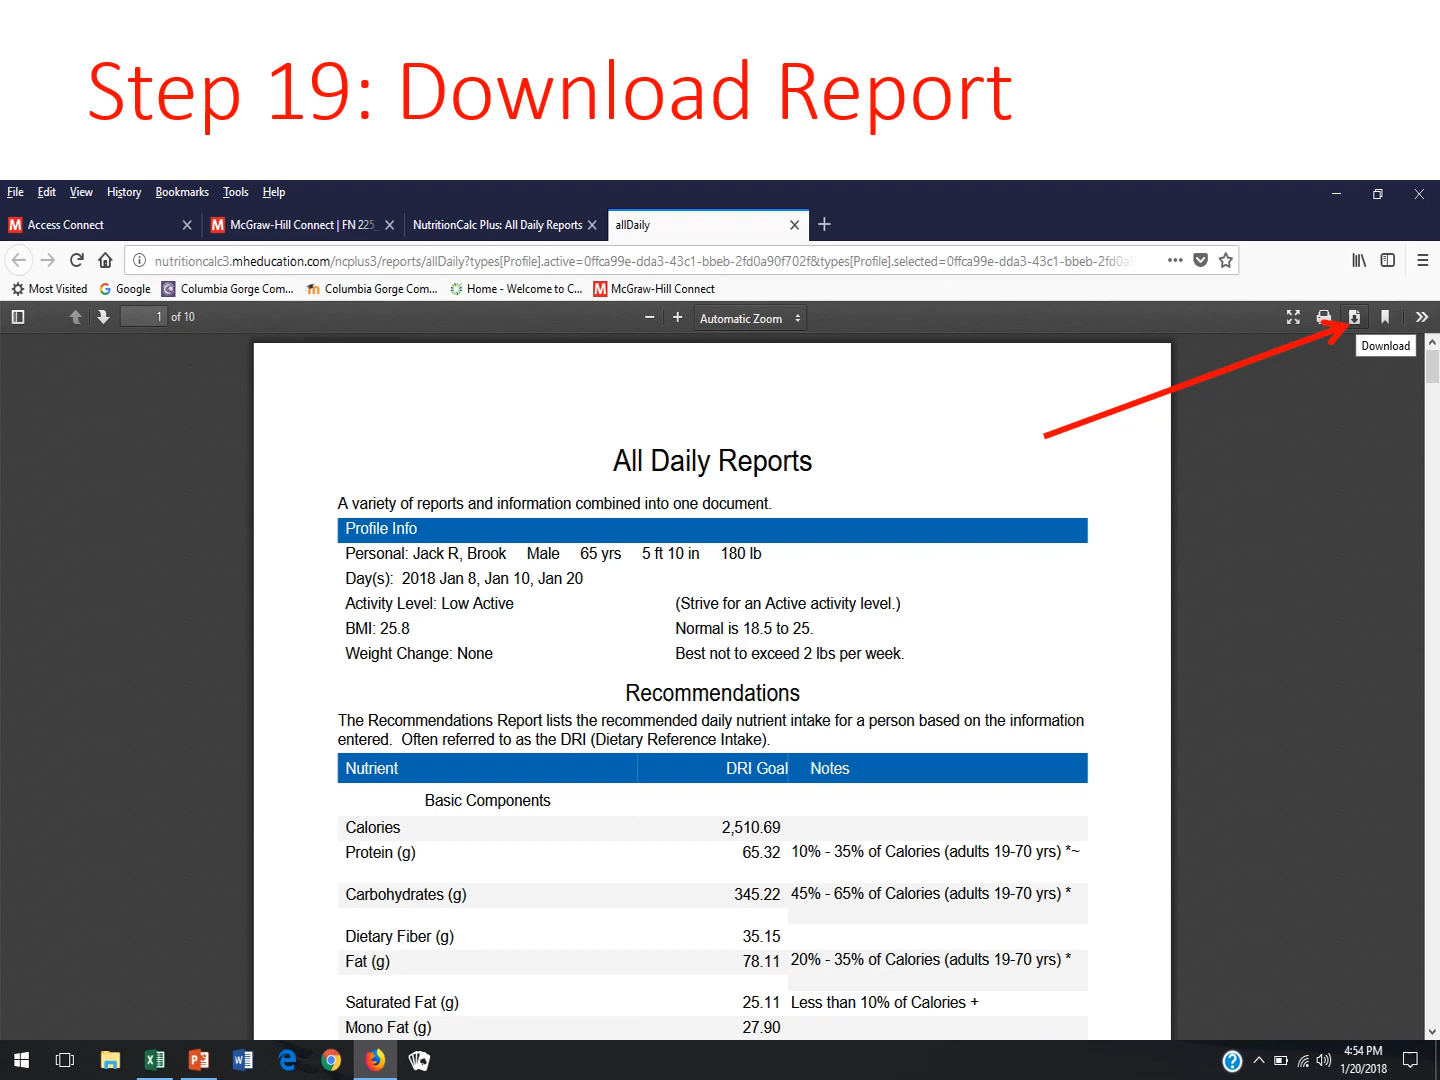 Step 19: Download Report
File Edit View History Bookmarks Tools Help
Access Connect
McGraw-Hill Connect | FN 225_
NutritionCalc Plus: All Daily Reports
allDaily
nutritioncalc3.mheducation.com/ncplus3/reports/allDaily?types[Profile].active=0ffca99e-dda3-43c1-bbeb-2fd0a90f702f&types[Profile].selected=0ffca99e-dda3-43c1-bbeb-2fd0a9
Most Visited Google Columbia Gorge Com... Columbia Gorge Com... Home - Welcome to C... McGraw-Hill Connect
1 of 10 Automatic Zoom
Download
All Daily Reports
A variety of reports and information combined into one document.
Profile Info
Personal: Jack R, Brook Male 65 yrs 5 ft 10 in 180 lb
Day(s): 2018 Jan 8, Jan 10, Jan 20
Activity Level: Low Active (Strive for an Active activity level.)
BMI: 25.8 Normal is 18.5 to 25.
Weight Change: None Best not to exceed 2 lbs per week.
Recommendations
The Recommendations Report lists the recommended daily nutrient intake for a person based on the information
entered. Often referred to as the DRI (Dietary Reference Intake).
Nutrient DRI Goal Notes
Basic Components
Calories 2,510.69
Protein (g) 65.32 10% - 35% of Calories (adults 19-70 yrs) *~
Carbohydrates (g) 345.22 45% - 65% of Calories (adults 19-70 yrs) *
Dietary Fiber (g) 35.15
Fat (g) 78.11 20% - 35% of Calories (adults 19-70 yrs) *
Saturated Fat (g) 25.11 Less than 10% of Calories +
Mono Fat (g) 27.90
4:54 PM
1/20/2018